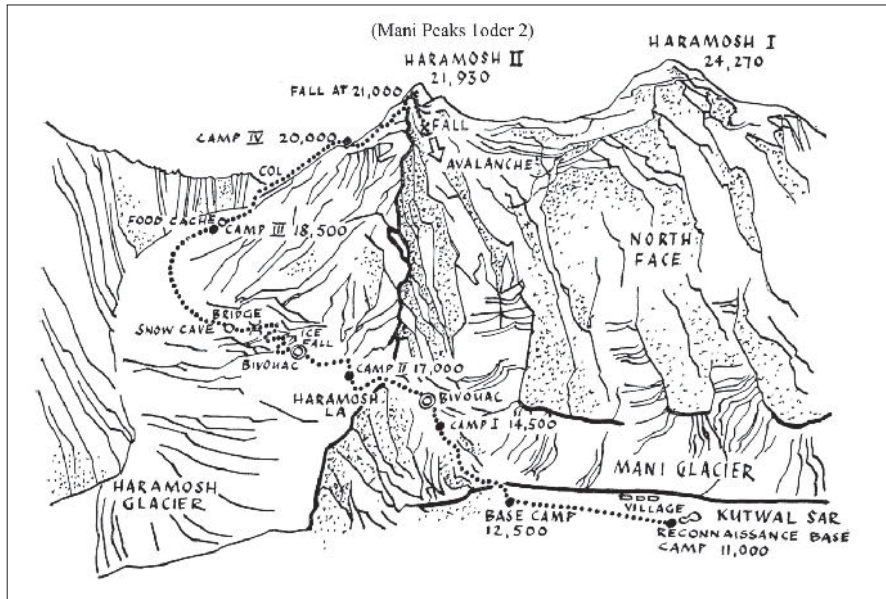 (Mani Peaks 1oder 2)
HARAMOSH I
24,270
HARAMOSH II
21,930
FALL AT 21,000
FALL
CAMP IV 20,000
AVALANCHE
COL
FOOD CACHE
CAMP III 18,500
NORTH
FACE
BRIDGE
SNOW CAVE
ICE
FALL
BIVOUAC
CAMP II 17,000
HARAMOSH
LA
BIVOUAC
CAMP I 14,500
MANI GLACIER
HARAMOSH
GLACIER
VILLAGE
BASE CAMP
12,500
KUTWAL SAR
RECONNAISSANCE BASE
CAMP 11,000